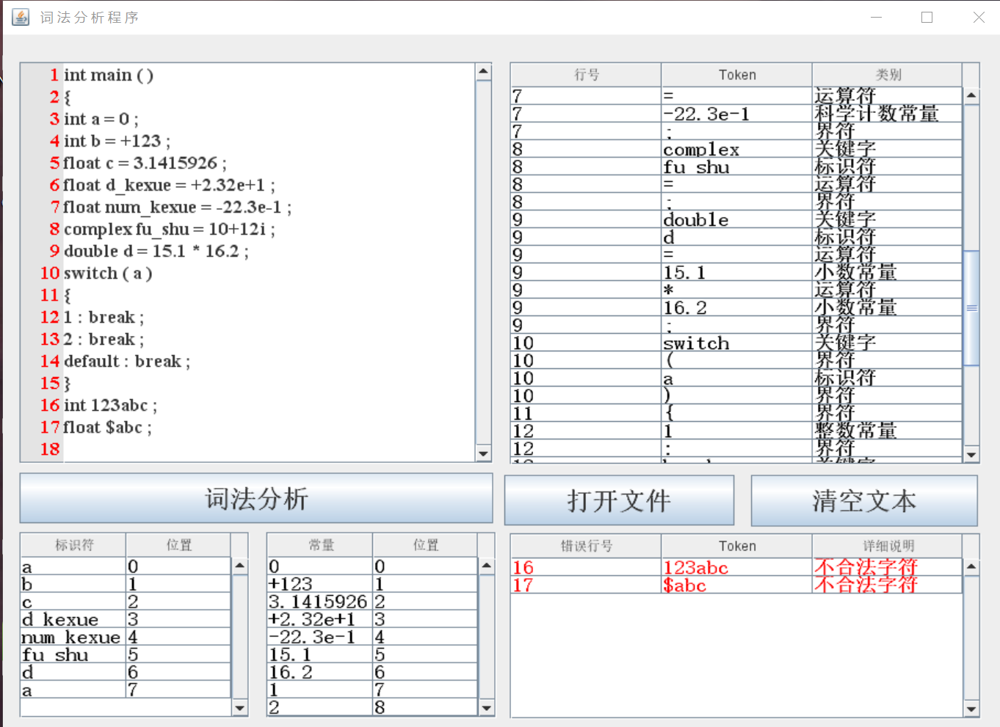 词法分析程序
1 int main ( )
2 {
3 int a = 0 ;
4 int b = +123 ;
5 float c = 3.1415926 ;
6 float d_kexue = +2.32e+1 ;
7 float num_kexue = -22.3e-1 ;
8 complex fu_shu = 10+12i ;
9 double d = 15.1 * 16.2 ;
10 switch ( a )
11 {
12 1 : break ;
13 2 : break ;
14 default : break ;
15 }
16 int 123abc ;
17 float $abc ;
18
行号 Token 类别
7 = 运算符
7 -22.3e-1 科学计数常量
7 ; 界符
8 complex 关键字
8 fu shu 标识符
8 = 运算符
8 ; 界符
9 double 关键字
9 d 标识符
9 = 运算符
9 15.1 小数常量
9 * 运算符
9 16.2 小数常量
9 ; 界符
10 switch 关键字
10 ( 界符
10 a 标识符
10 ) 界符
11 { 界符
12 1 整数常量
12 : 界符
词法分析
打开文件
清空文本
标识符 位置
a 0
b 1
c 2
d kexue 3
num kexue 4
fu shu 5
d 6
a 7
常量 位置
0 0
+123 1
3.1415926 2
+2.32e+1 3
-22.3e-1 4
15.1 5
16.2 6
1 7
2 8
错误行号 Token 详细说明
16 123abc 不合法字符
17 $abc 不合法字符